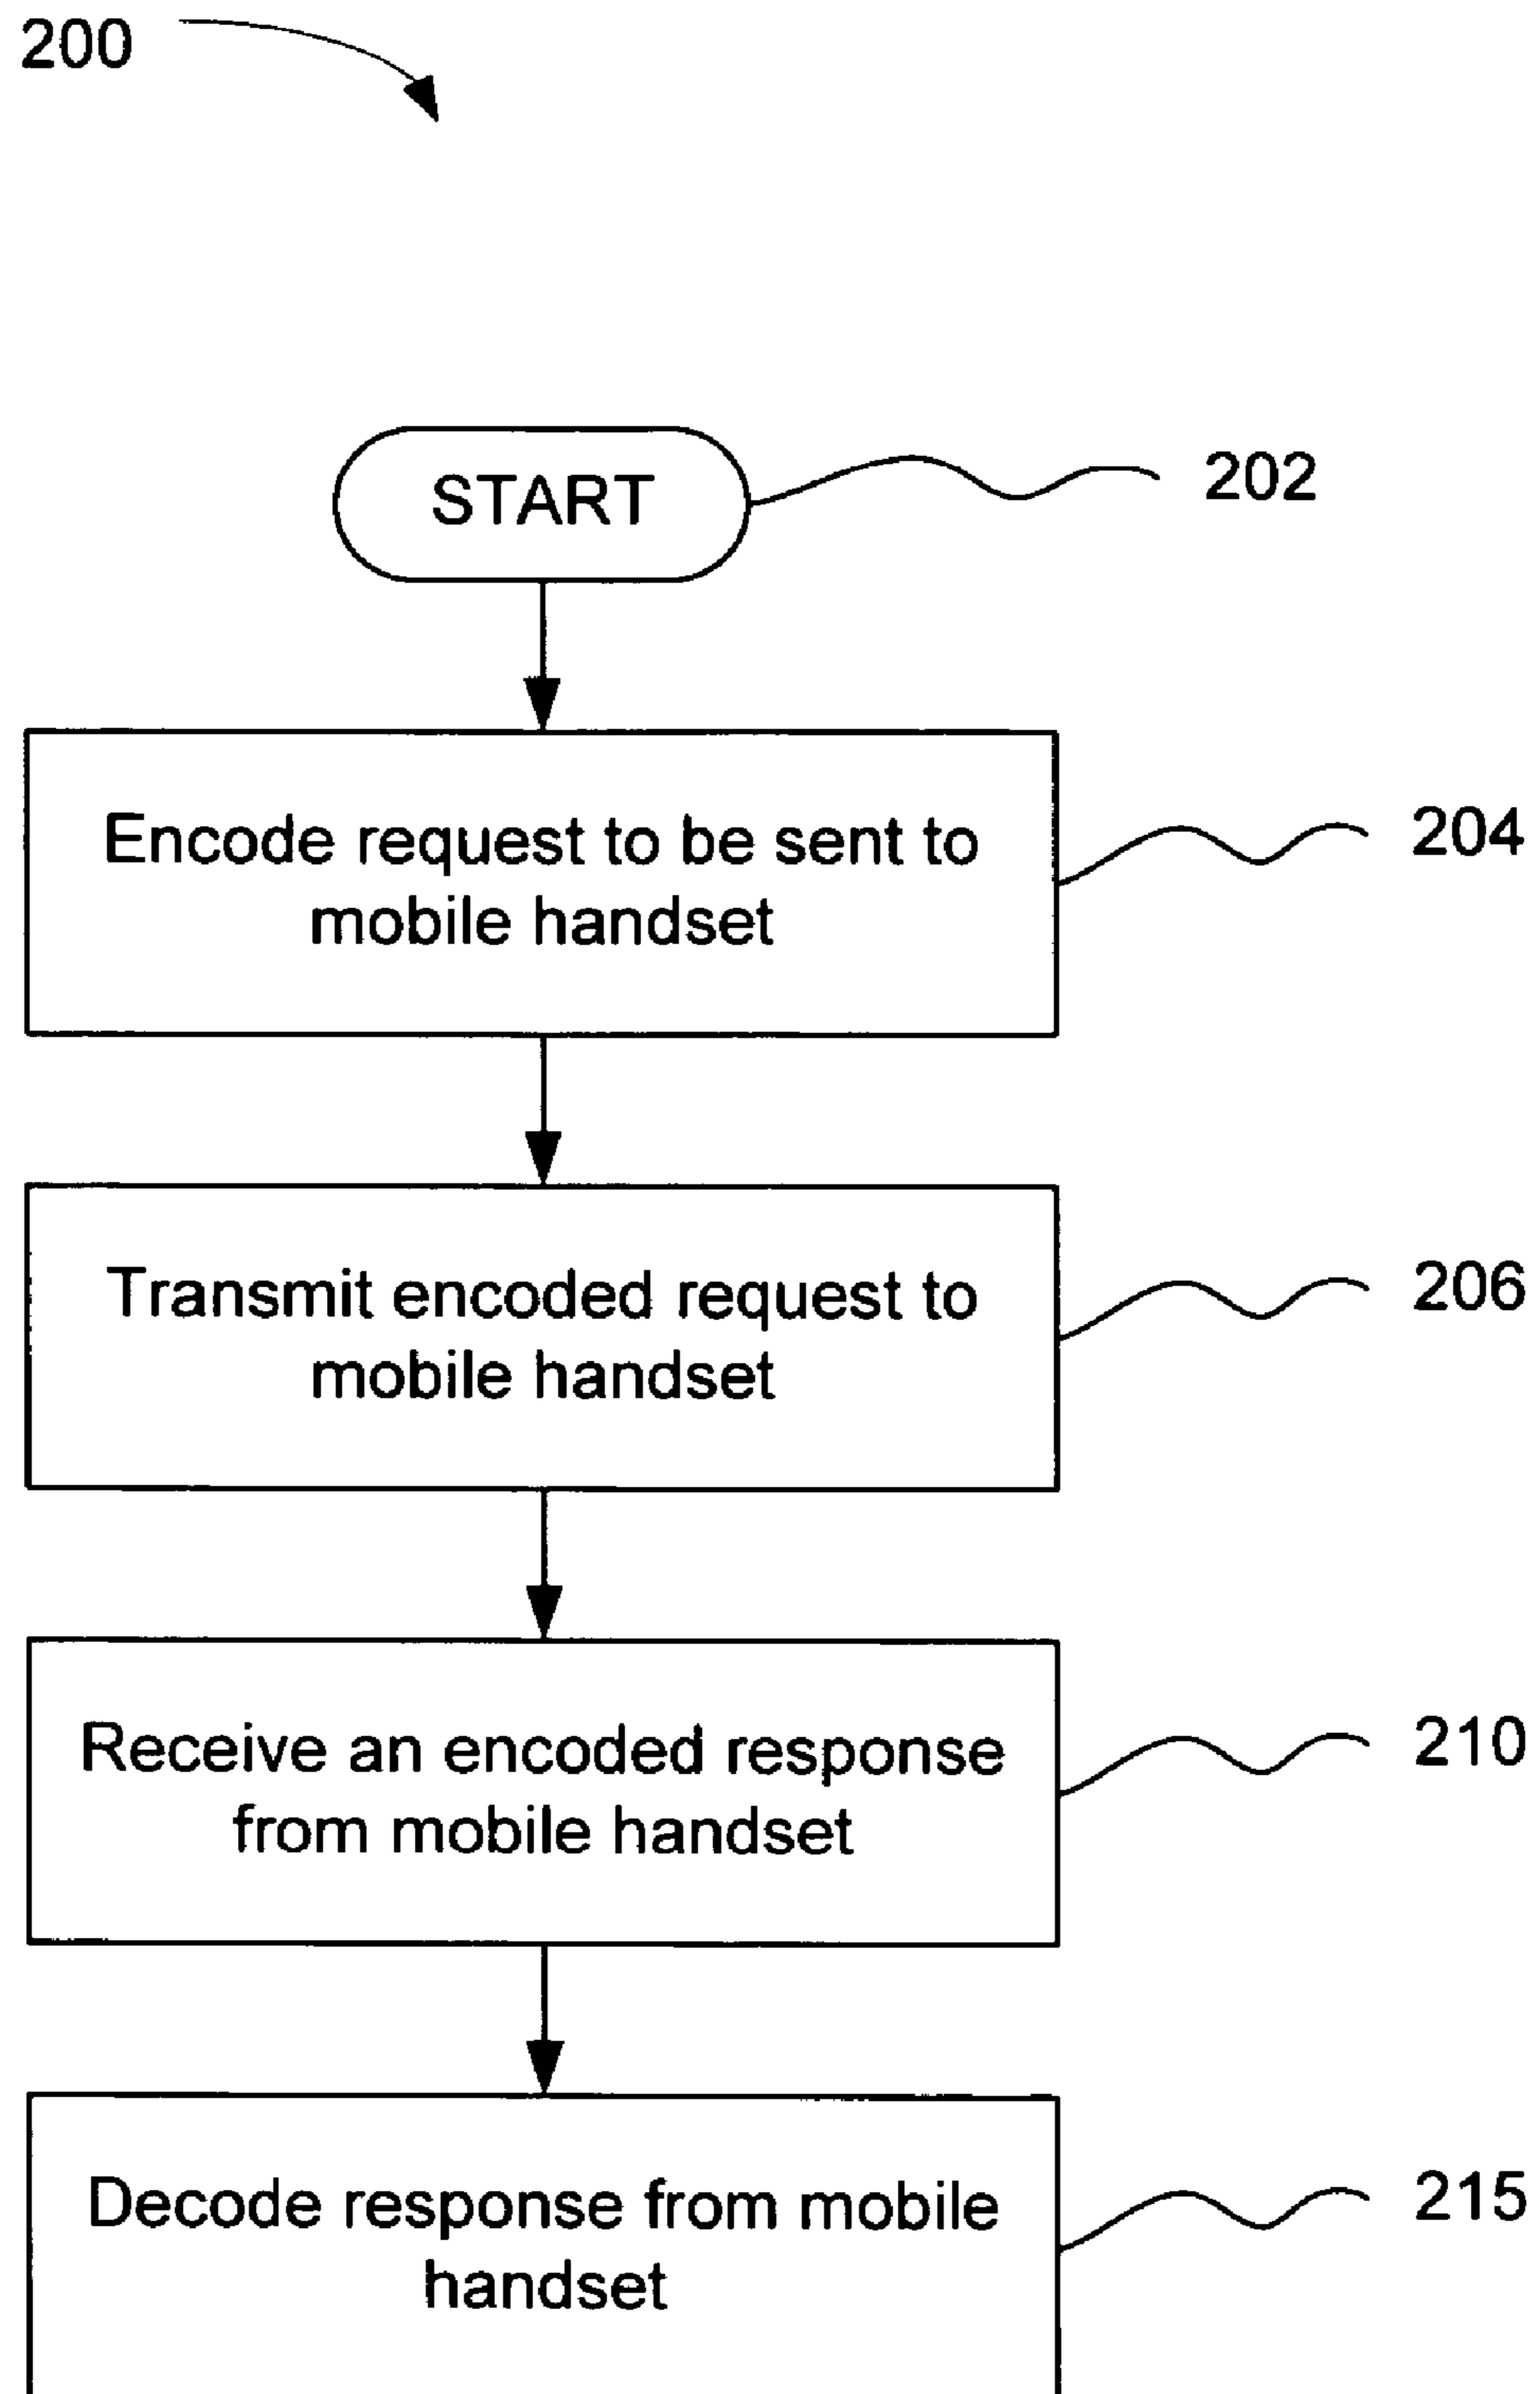 200
START
202
Encode request to be sent to
mobile handset
204
Transmit encoded request to
mobile handset
206
Receive an encoded response
from mobile handset
210
Decode response from mobile
handset
215